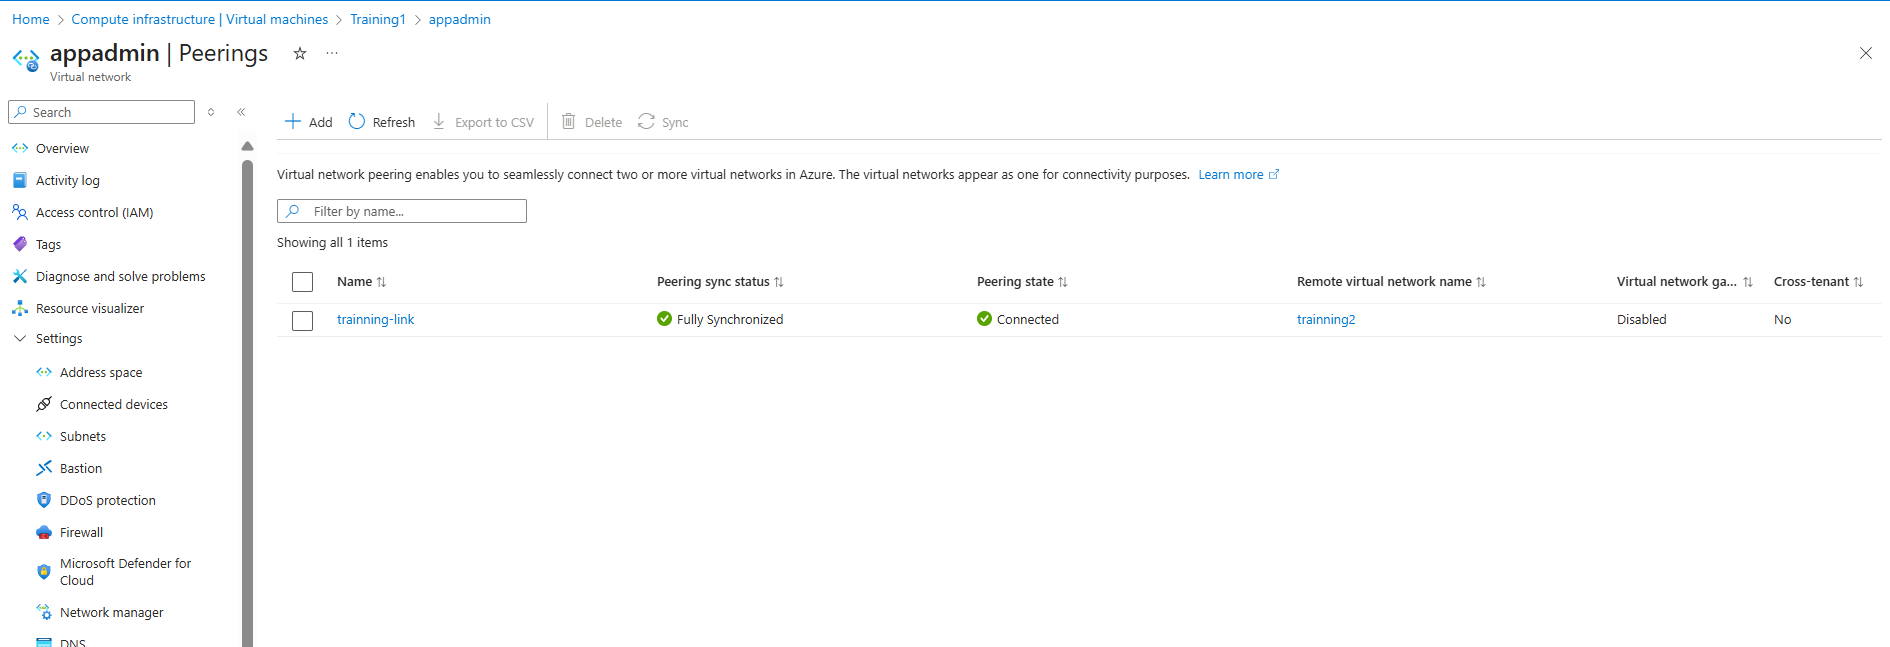 Home > Compute infrastructure | Virtual machines > Training1 > appadmin
appadmin | Peerings
Virtual network
Search
Overview
Activity log
Access control (IAM)
Tags
Diagnose and solve problems
Resource visualizer
Settings
Address space
Connected devices
Subnets
Bastion
DDoS protection
Firewall
Microsoft Defender for
Cloud
Network manager
DNS
Add Refresh Export to CSV Delete Sync
Virtual network peering enables you to seamlessly connect two or more virtual networks in Azure. The virtual networks appear as one for connectivity purposes. Learn more
Filter by name...
Showing all 1 items
Name Peering sync status Peering state Remote virtual network name Virtual network ga... Cross-tenant
trainning-link Fully Synchronized Connected trainning2 Disabled No